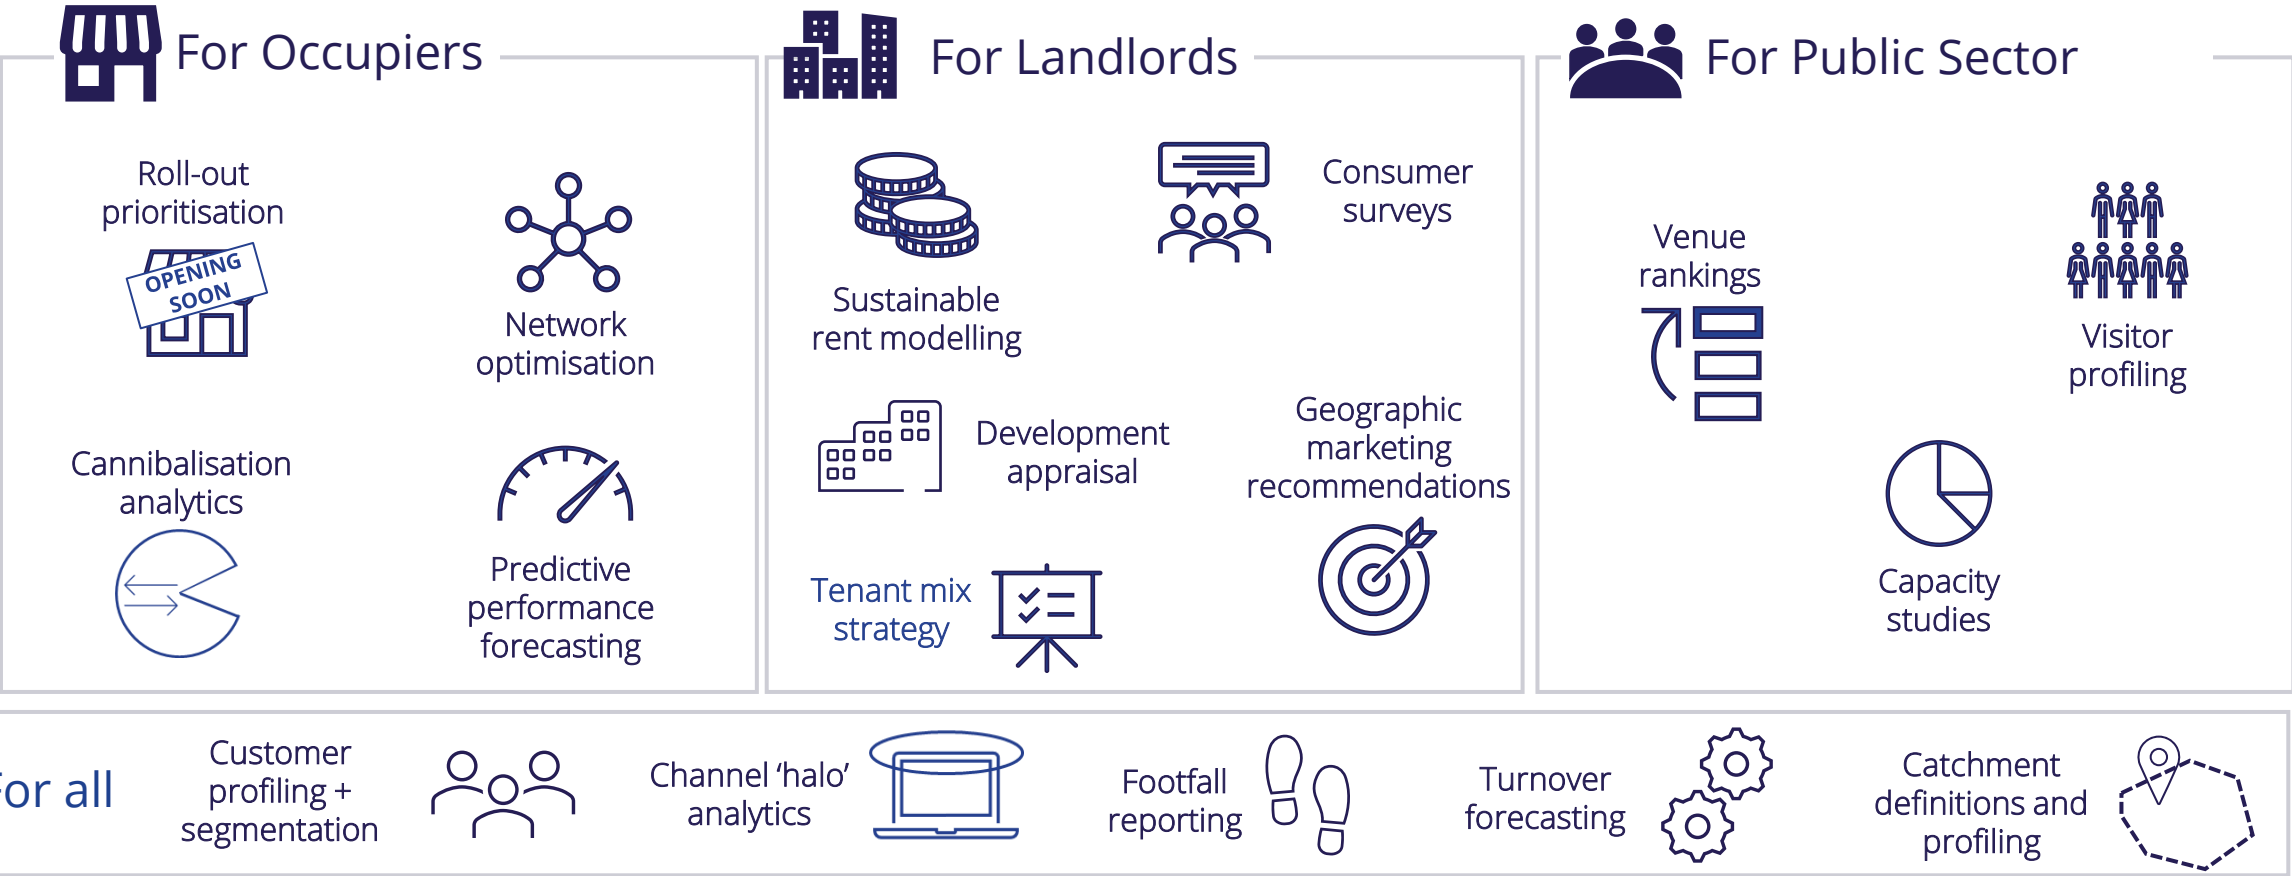 For Occupiers
Roll-out
prioritisation
OPENING
SOON
Network
optimisation
Cannibalisation
analytics
Predictive
performance
forecasting
For Landlords
Sustainable
rent modelling
Consumer
surveys
Development
appraisal
Geographic
marketing
recommendations
Tenant mix
strategy
For Public Sector
Venue
rankings
Visitor
profiling
Capacity
studies
For all
Customer
profiling +
segmentation
Channel ‘halo’
analytics
Footfall
reporting
Turnover
forecasting
Catchment
definitions and
profiling